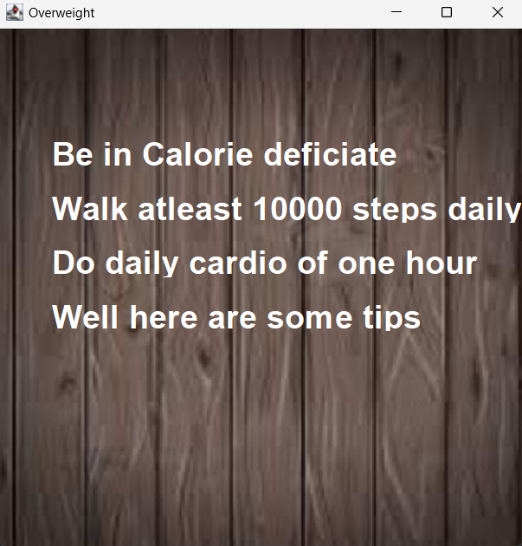 Overweight
Be in Calorie deficiate
Walk atleast 10000 steps daily
Do daily cardio of one hour
Well here are some tips